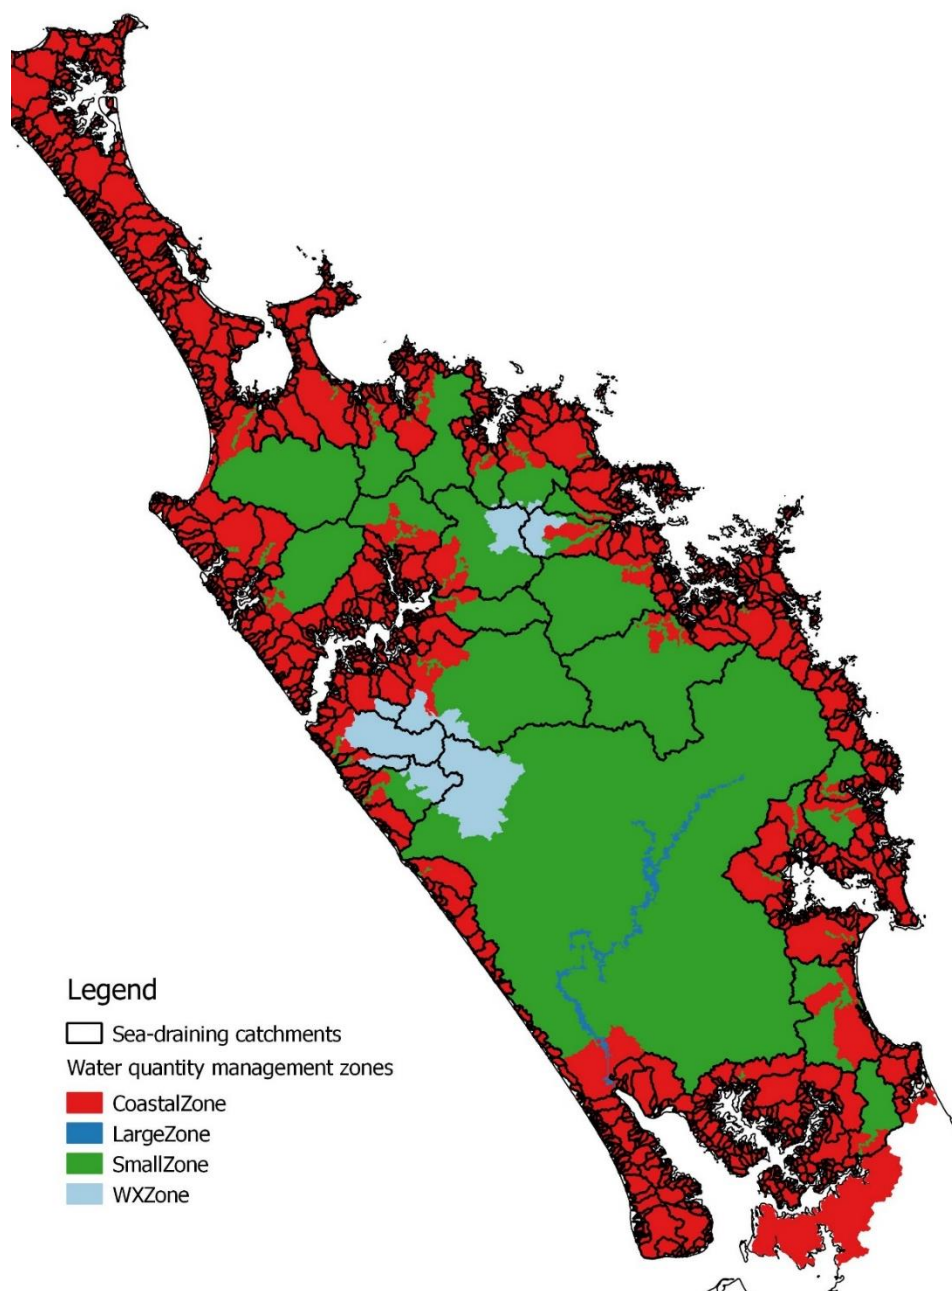 Legend
Sea-draining catchments
Water quantity management zones
CoastalZone
LargeZone
SmallZone
WXZone